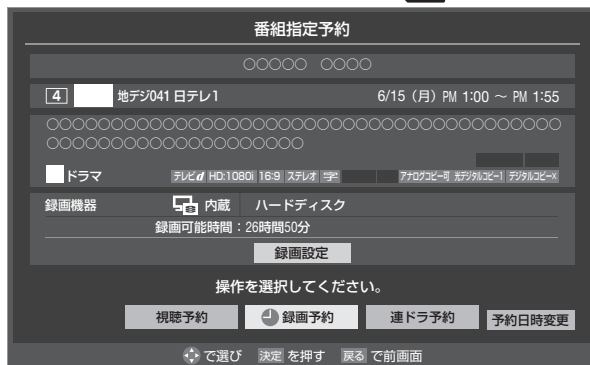 番組指定予約
○○○○○ ○○○○
4 地デジ041 日テレ1 6/15（月）PM 1:00 ～ PM 1:55
○○○○○○○○○○○○○○○○○○○○○○○○○○○○○○
○○○○○○○○○○○○○○○
ドラマ テレビd HD:1080i 16:9 ステレオ 字 アナログコピー可 光デジタルコピー1 デジタルコピー×
録画機器 内蔵 ハードディスク
録画可能時間：26時間50分
録画設定
操作を選択してください。
視聴予約 録画予約 連ドラ予約 予約日時変更
で選び 決定 を押す 戻る で前画面